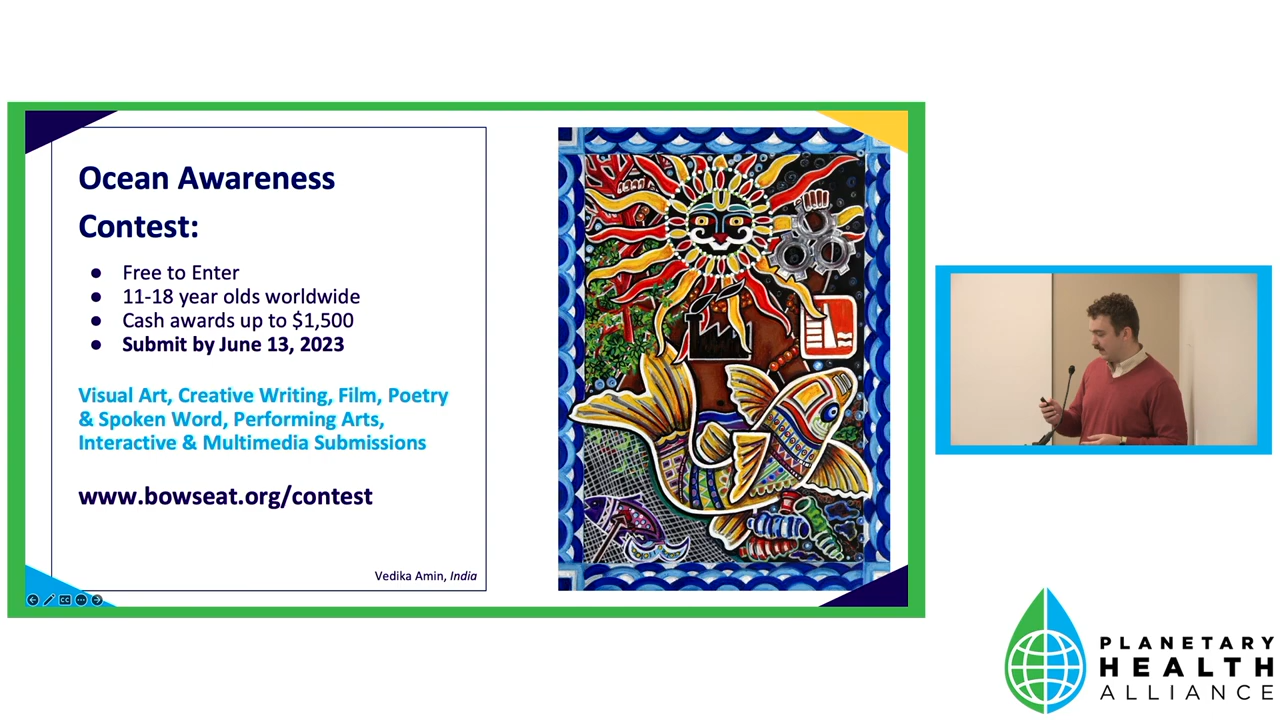 Ocean Awareness
Contest:
● Free to Enter
● 11-18 year olds worldwide
● Cash awards up to $1,500
● Submit by June 13, 2023
Visual Art, Creative Writing, Film, Poetry
& Spoken Word, Performing Arts,
Interactive & Multimedia Submissions
www.bowseat.org/contest
Vedika Amin, India
CC
PLANETARY
HEALTH
ALLIANCE